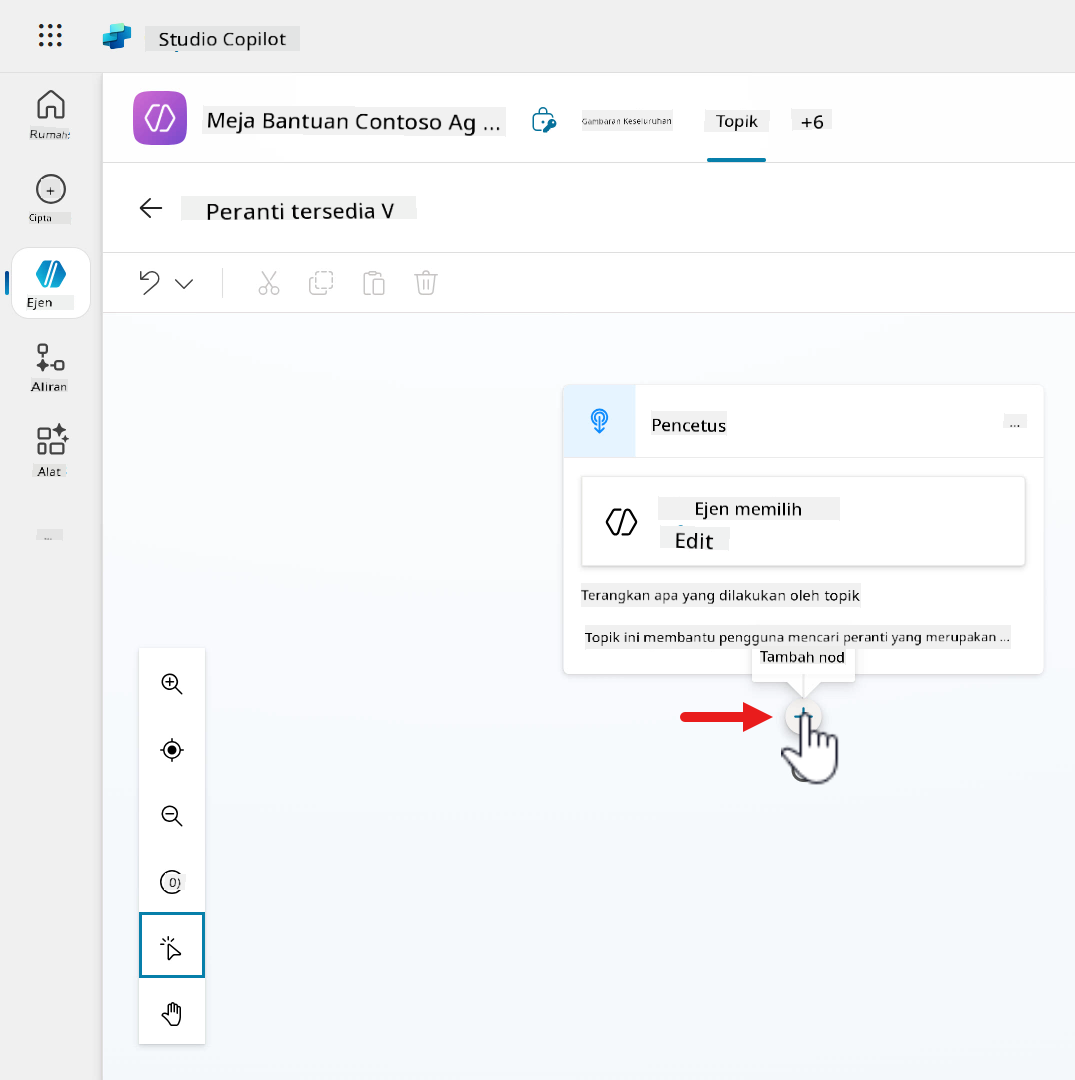 Studio Copilot
Rumah:
Cipta
Ejen
Aliran
Alat
...
Meja Bantuan Contoso Ag ...
Gambaran Keseluruhan
Topik
+6
Peranti tersedia V
Pencetus
...
Ejen memilih
Edit
Terangkan apa yang dilakukan oleh topik
Topik ini membantu pengguna mencari peranti yang merupakan ...
Tambah nod
0)